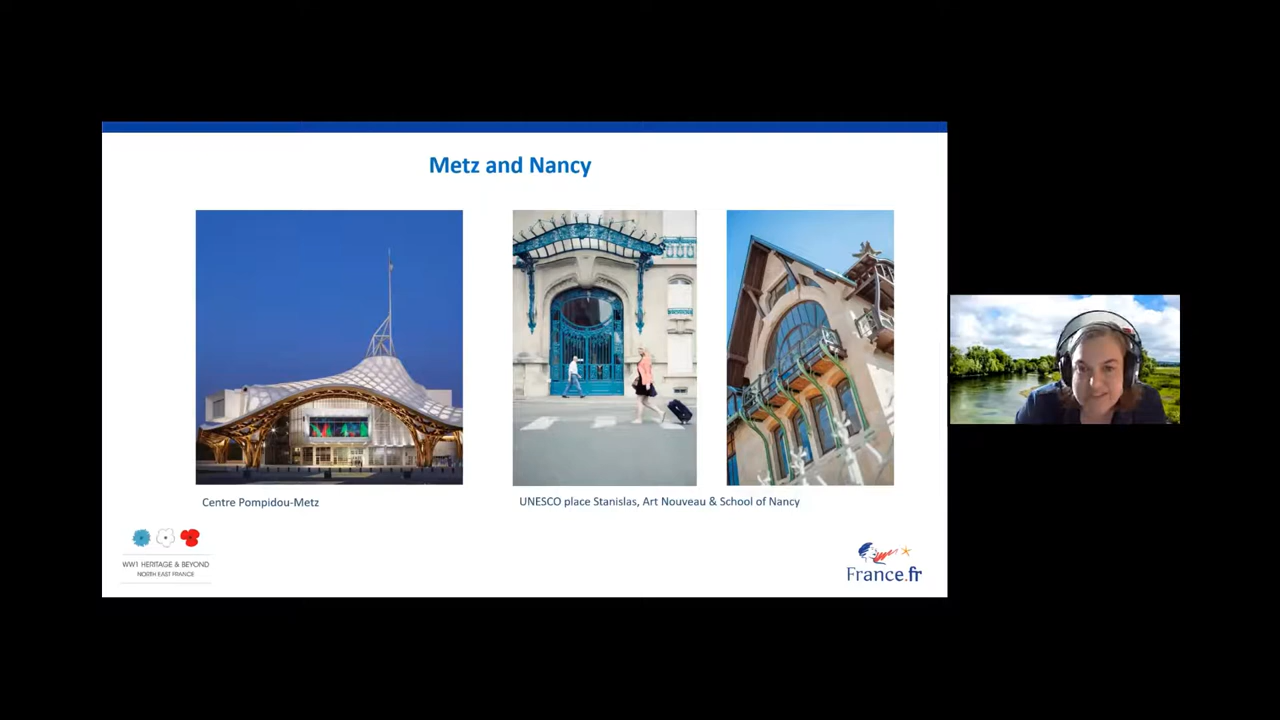 Metz and Nancy
Centre Pompidou-Metz
UNESCO place Stanislas, Art Nouveau & School of Nancy
WW1 HERITAGE & BEYOND
NORTH EAST FRANCE
France.fr